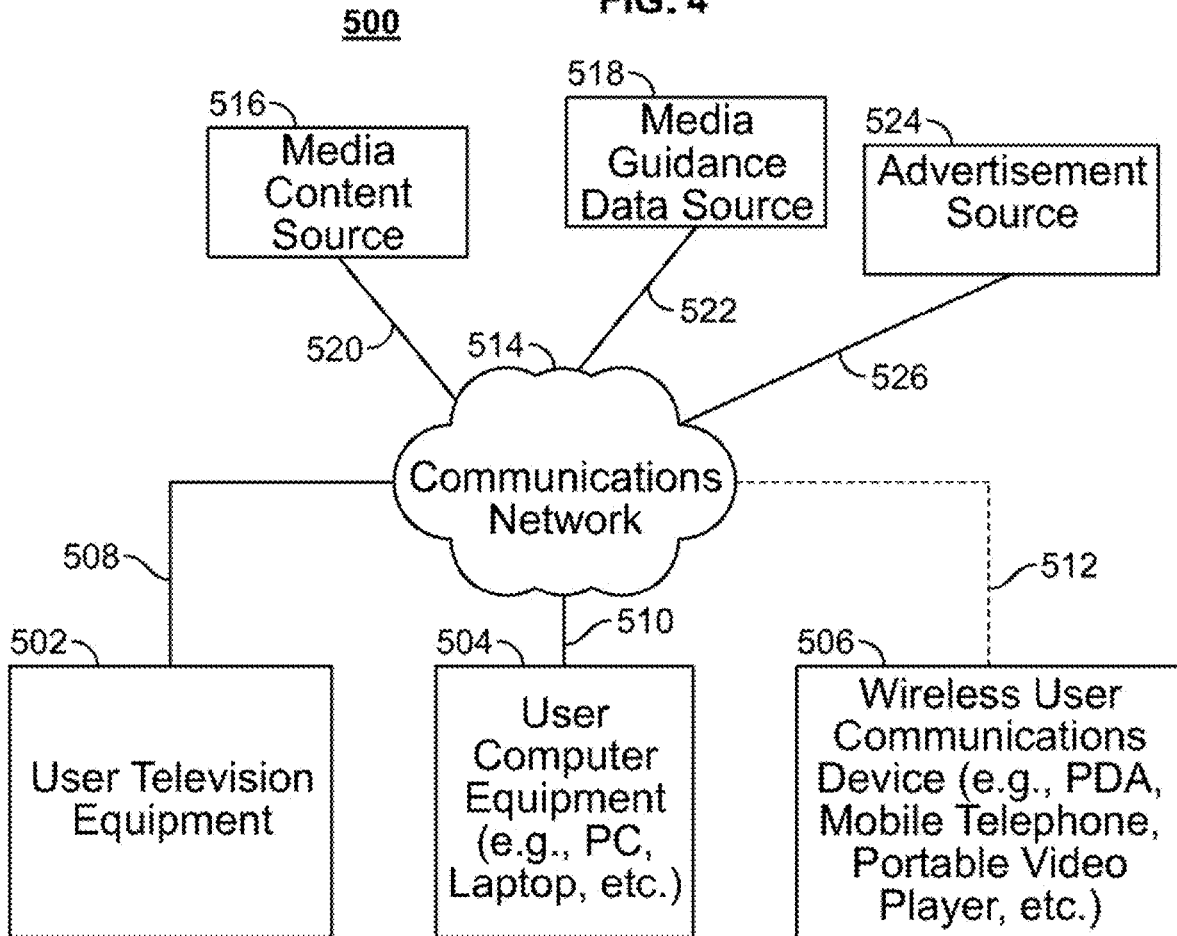 FIG. 4
500
516
Media
Content
Source
518
Media
Guidance
Data Source
524
Advertisement
Source
520
514
522
526
Communications
Network
508
510
512
502
User Television
Equipment
504
User
Computer
Equipment
(e.g., PC,
Laptop, etc.)
506
Wireless User
Communications
Device (e.g., PDA,
Mobile Telephone,
Portable Video
Player, etc.)